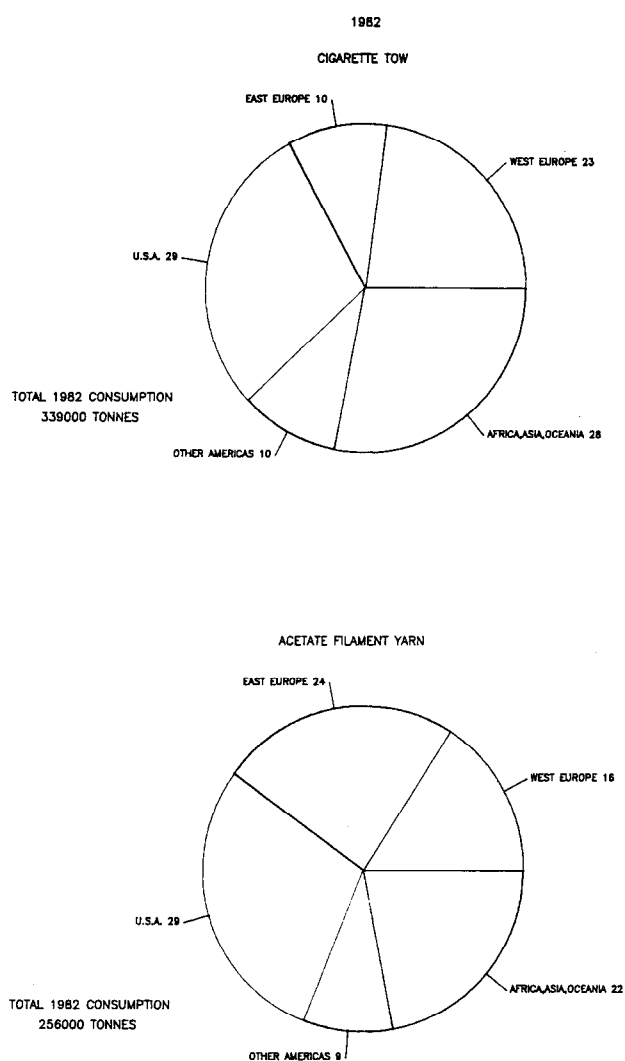 1982
CIGARETTE TOW
EAST EUROPE 10
WEST EUROPE 23
U.S.A. 29
TOTAL 1982 CONSUMPTION
339000 TONNES
AFRICA,ASIA,OCEANIA 28
OTHER AMERICAS 10
ACETATE FILAMENT YARN
EAST EUROPE 24
WEST EUROPE 16
U.S.A. 29
AFRICA,ASIA,OCEANIA 22
TOTAL 1982 CONSUMPTION
256000 TONNES
OTHER AMERICAS 9